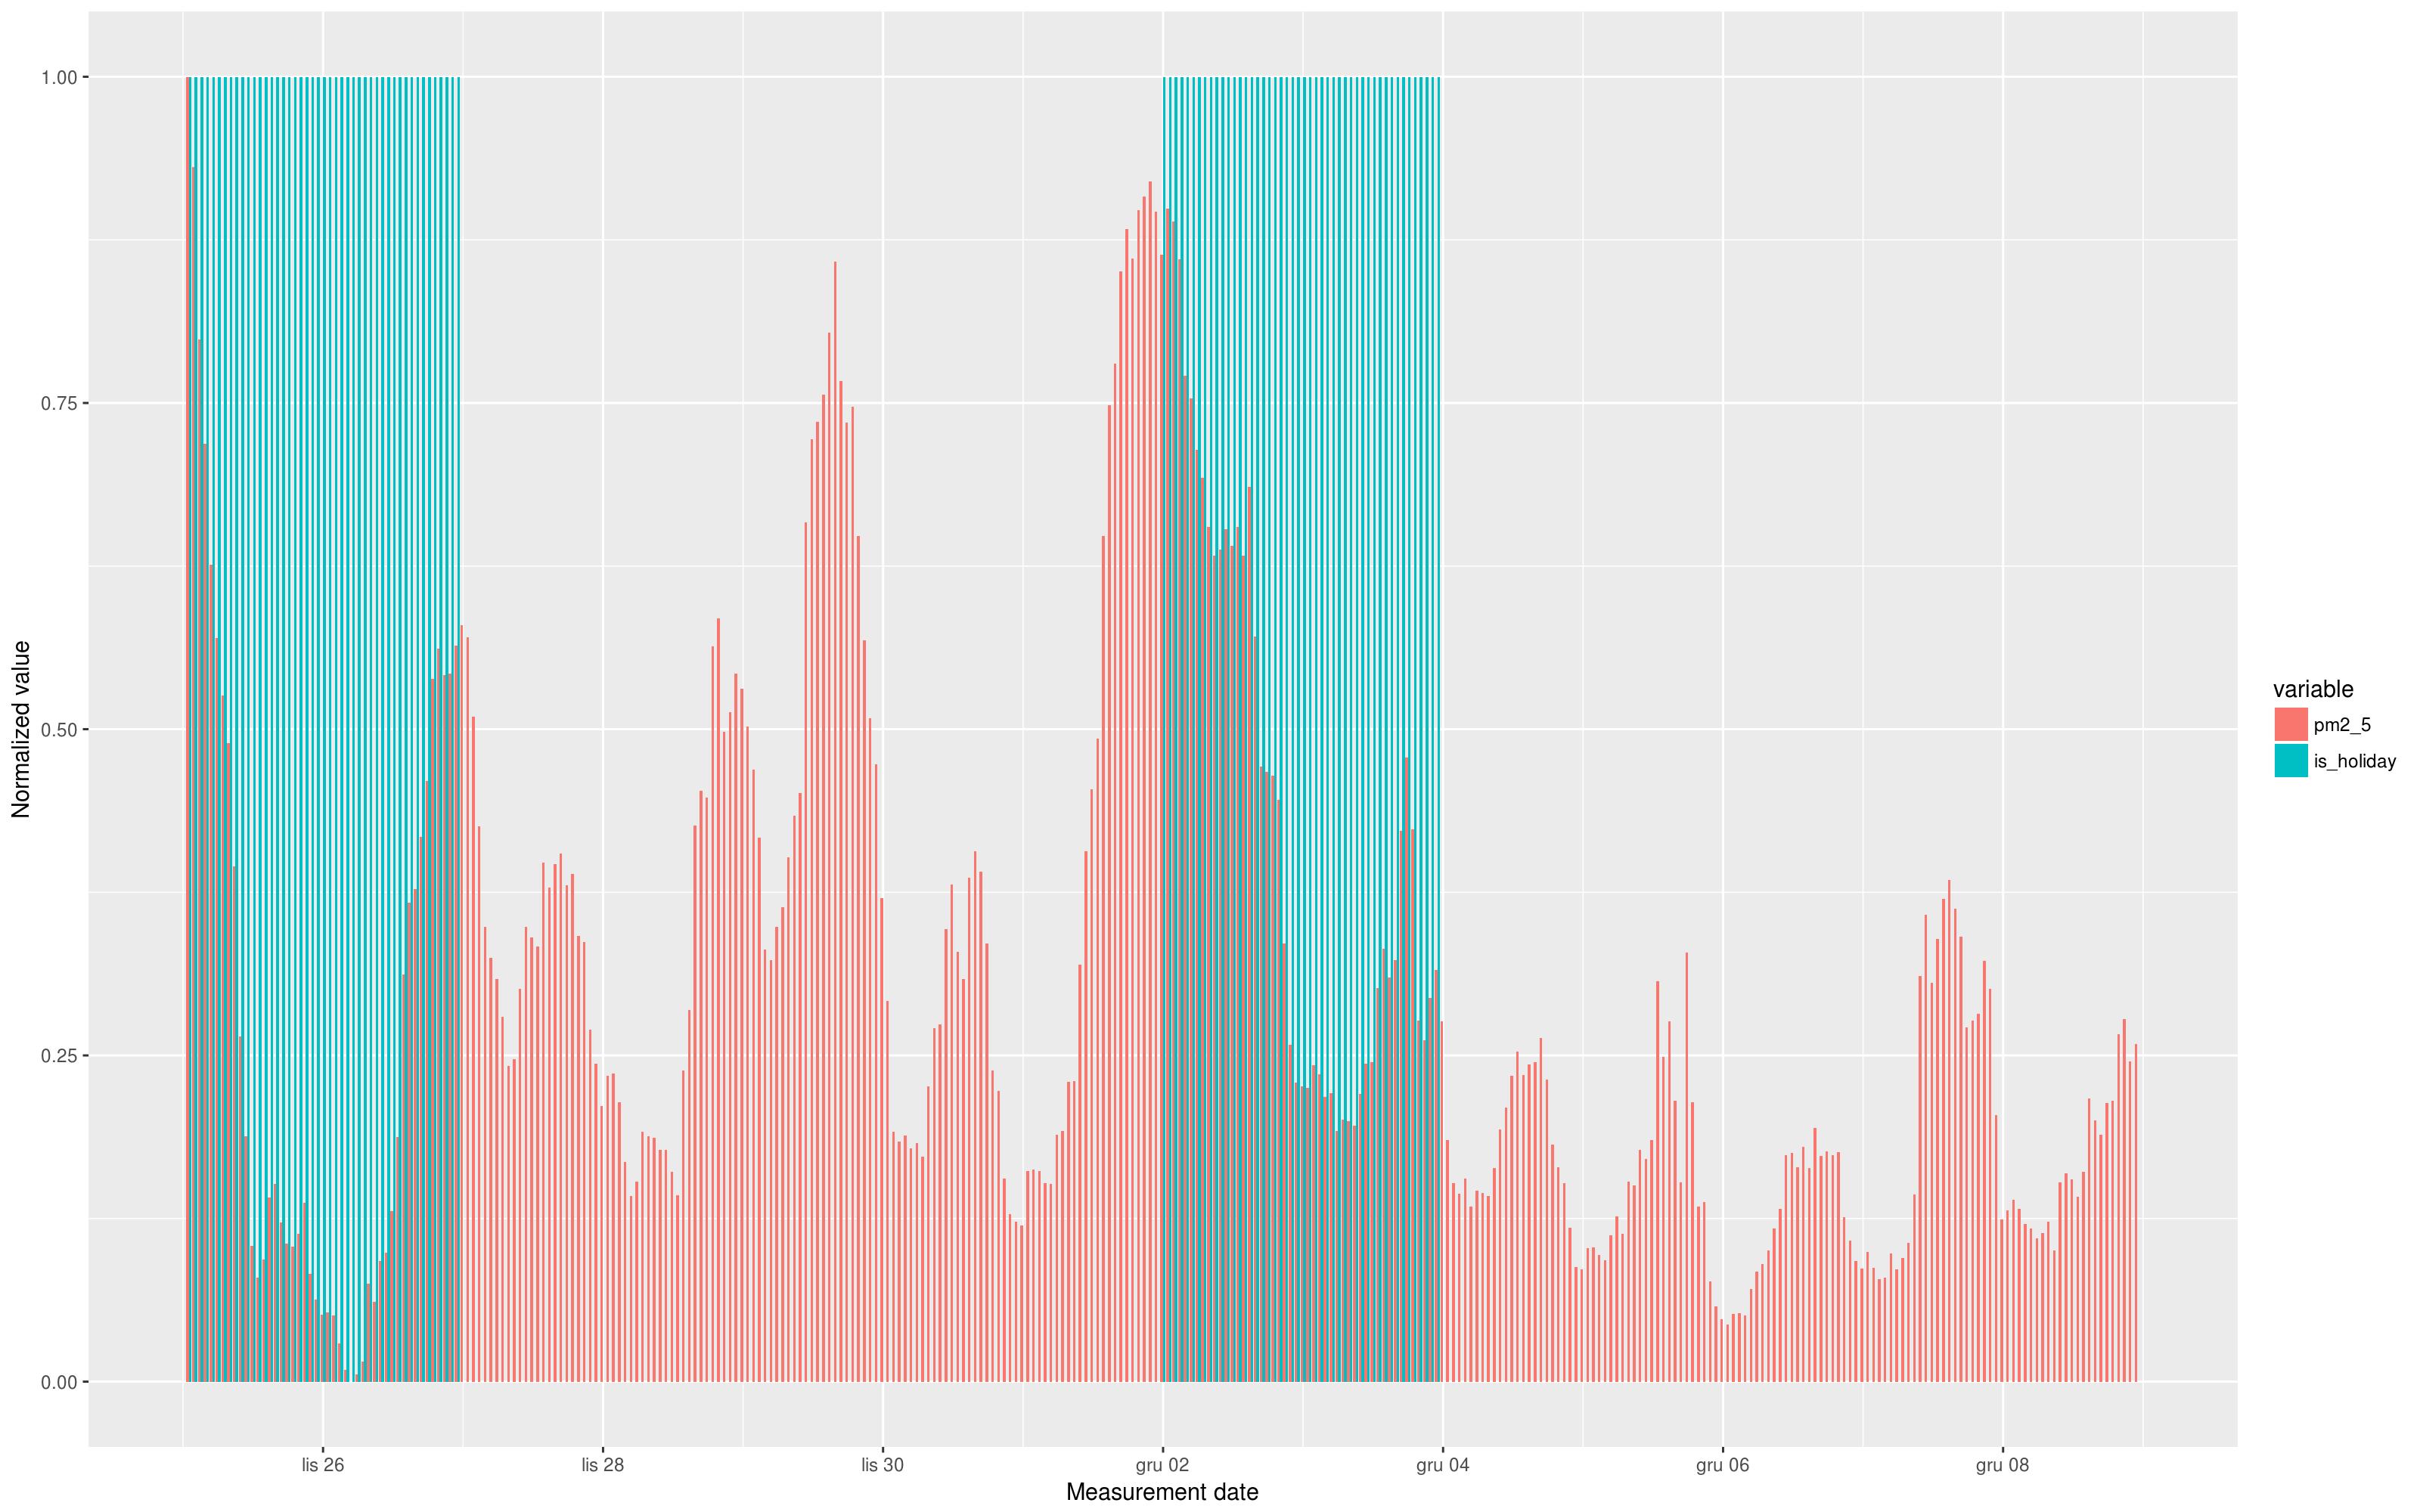 1.00
0.75
0.50
0.25
0.00
Normalized value
lis 26
lis 28
lis 30
gru 02
gru 04
gru 06
gru 08
Measurement date
variable
pm2_5
is_holiday